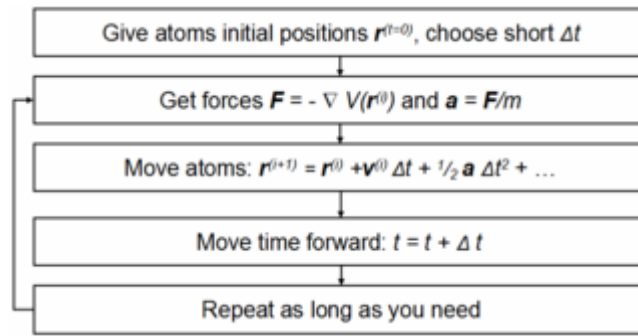 Give atoms initial positions r⁽ᵗ⁼⁰⁾, choose short Δt
Get forces F = - ∇ V(r⁽ⁱ⁾) and a = F/m
Move atoms: r⁽ⁱ⁺¹⁾ = r⁽ⁱ⁾ +v⁽ⁱ⁾ Δt + ¹/₂ a Δt² + …
Move time forward: t = t + Δ t
Repeat as long as you need